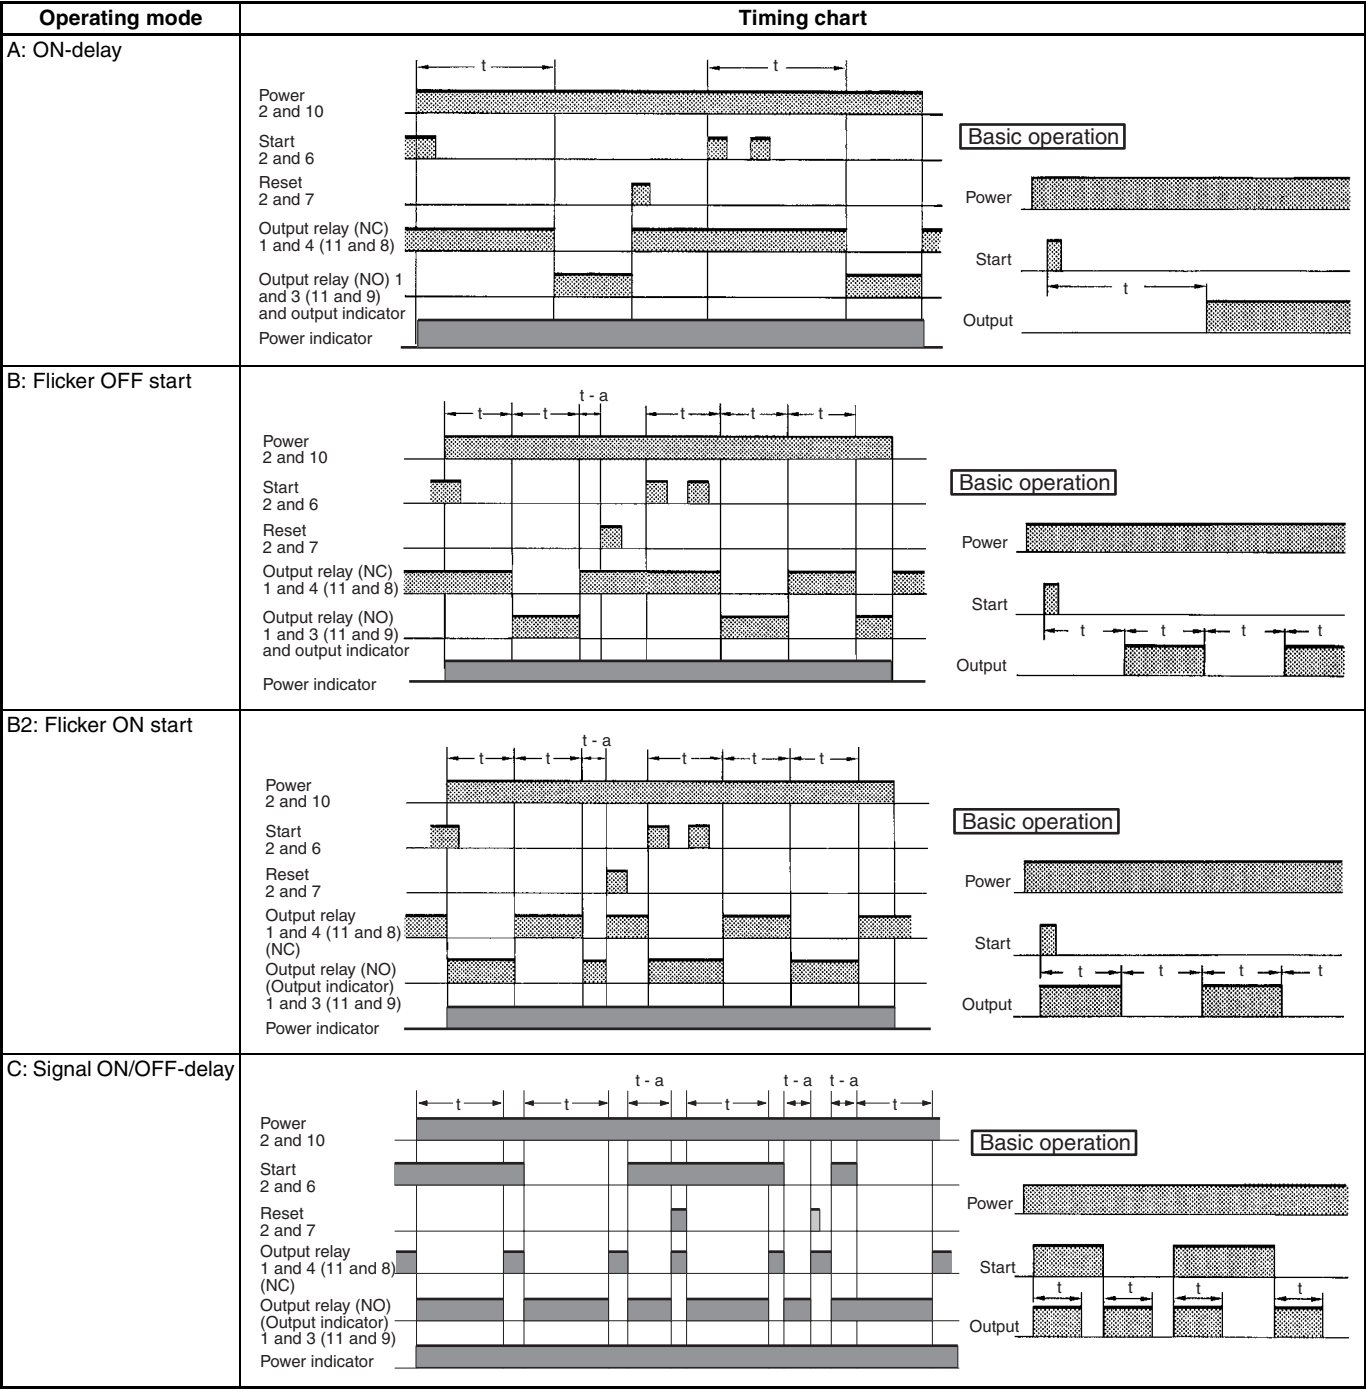 Operating mode
Timing chart
A: ON-delay
t
t
Power
2 and 10
Start
2 and 6
Reset
2 and 7
Output relay (NC)
1 and 4 (11 and 8)
Output relay (NO) 1
and 3 (11 and 9)
and output indicator
Power indicator
Basic operation
Power
Start
t
Output
B: Flicker OFF start
t - a
t
t
t
t
t
Power
2 and 10
Start
2 and 6
Reset
2 and 7
Output relay (NC)
1 and 4 (11 and 8)
Output relay (NO)
1 and 3 (11 and 9)
and output indicator
Power indicator
Basic operation
Power
Start
t
t
t
t
Output
B2: Flicker ON start
t - a
t
t
t
t
t
Power
2 and 10
Start
2 and 6
Reset
2 and 7
Output relay
1 and 4 (11 and 8)
(NC)
Output relay (NO)
(Output indicator)
1 and 3 (11 and 9)
Power indicator
Basic operation
Power
Start
t
t
t
t
Output
C: Signal ON/OFF-delay
t - a
t - a
t - a
t
t
t
t
Power
2 and 10
Start
2 and 6
Reset
2 and 7
Output relay
1 and 4 (11 and 8)
(NC)
Output relay (NO)
(Output indicator)
1 and 3 (11 and 9)
Power indicator
Basic operation
Power
Start
t
t
t
t
Output